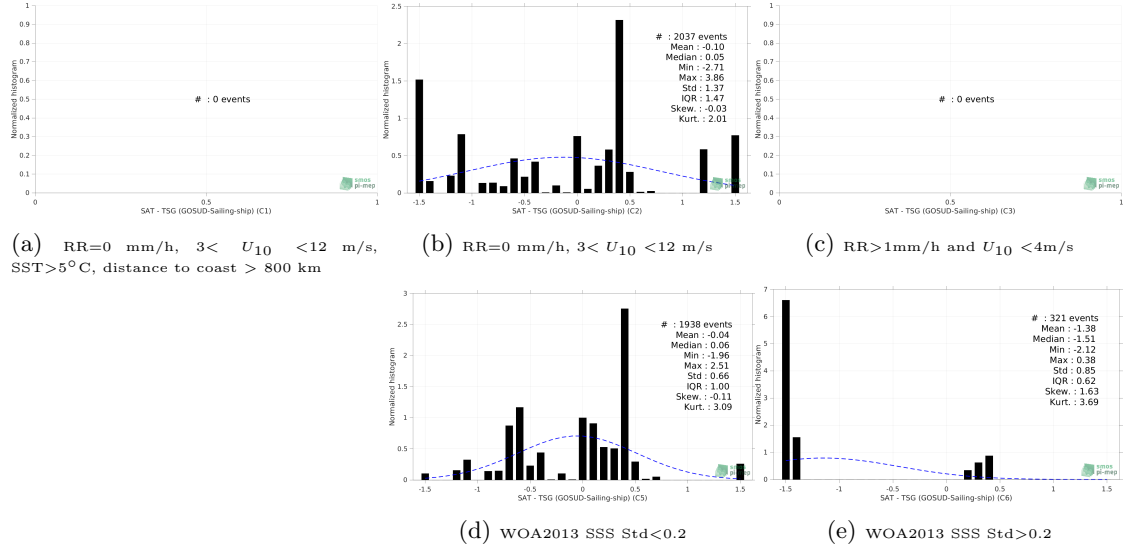 1
0.9
0.8
0.7
0.6
0.5
0.4
0.3
0.2
0.1
0
Normalized histogram
# : 0 events
0 0.5 1
SAT - TSG (GOSUD-Sailing-ship) (C1)
smos
pi-mep
(a) RR=0 mm/h, 3< U10 <12 m/s,
SST>5°C, distance to coast > 800 km
2.5
2
1.5
1
0.5
0
Normalized histogram
# : 2037 events
Mean : -0.10
Median : 0.05
Min : -2.71
Max : 3.86
Std : 1.37
IQR : 1.47
Skew. : -0.03
Kurt. : 2.01
-1.5 -1 -0.5 0 0.5 1 1.5
SAT - TSG (GOSUD-Sailing-ship) (C2)
smos
pi-mep
(b) RR=0 mm/h, 3< U10 <12 m/s
1
0.9
0.8
0.7
0.6
0.5
0.4
0.3
0.2
0.1
0
Normalized histogram
# : 0 events
0 0.5 1
SAT - TSG (GOSUD-Sailing-ship) (C3)
smos
pi-mep
(c) RR>1mm/h and U10 <4m/s
3
2.5
2
1.5
1
0.5
0
Normalized histogram
# : 1938 events
Mean : -0.04
Median : 0.06
Min : -1.96
Max : 2.51
Std : 0.66
IQR : 1.00
Skew. : -0.11
Kurt. : 3.09
-1.5 -1 -0.5 0 0.5 1 1.5
SAT - TSG (GOSUD-Sailing-ship) (C5)
smos
pi-mep
(d) WOA2013 SSS Std<0.2
7
6
5
4
3
2
1
0
Normalized histogram
# : 321 events
Mean : -1.38
Median : -1.51
Min : -2.12
Max : 0.38
Std : 0.85
IQR : 0.62
Skew. : 1.63
Kurt. : 3.69
-1.5 -1 -0.5 0 0.5 1 1.5
SAT - TSG (GOSUD-Sailing-ship) (C6)
smos
pi-mep
(e) WOA2013 SSS Std>0.2